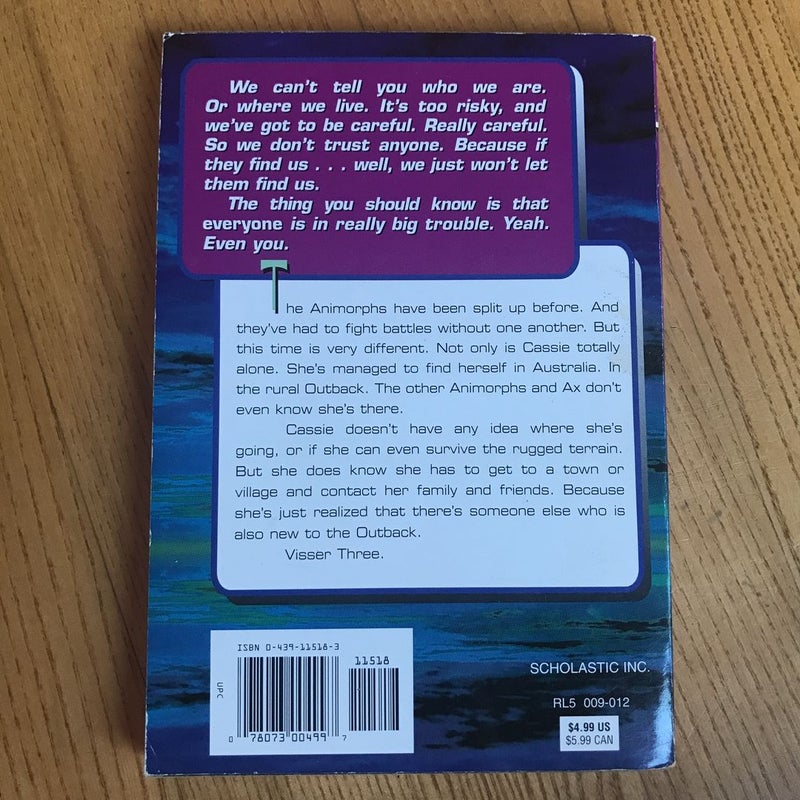 We can't tell you who we are.
Or where we live. It's too risky, and
we've got to be careful. Really careful.
So we don't trust anyone. Because if
they find us . . . well, we just won't let
them find us.
The thing you should know is that
everyone is in really big trouble. Yeah.
Even you.
The Animorphs have been split up before. And
they've had to fight battles without one another. But
this time is very different. Not only is Cassie totally
alone. She's managed to find herself in Australia. In
the rural Outback. The other Animorphs and Ax don't
even know she's there.
Cassie doesn't have any idea where she's
going, or if she can even survive the rugged terrain.
But she does know she has to get to a town or
village and contact her family and friends. Because
she's just realized that there's someone else who is
also new to the Outback.
Visser Three.
ISBN 0-439-11518-3
11518
UPC
0 78073 00499 7
SCHOLASTIC INC.
RL5 009-012
$4.99 US
$5.99 CAN